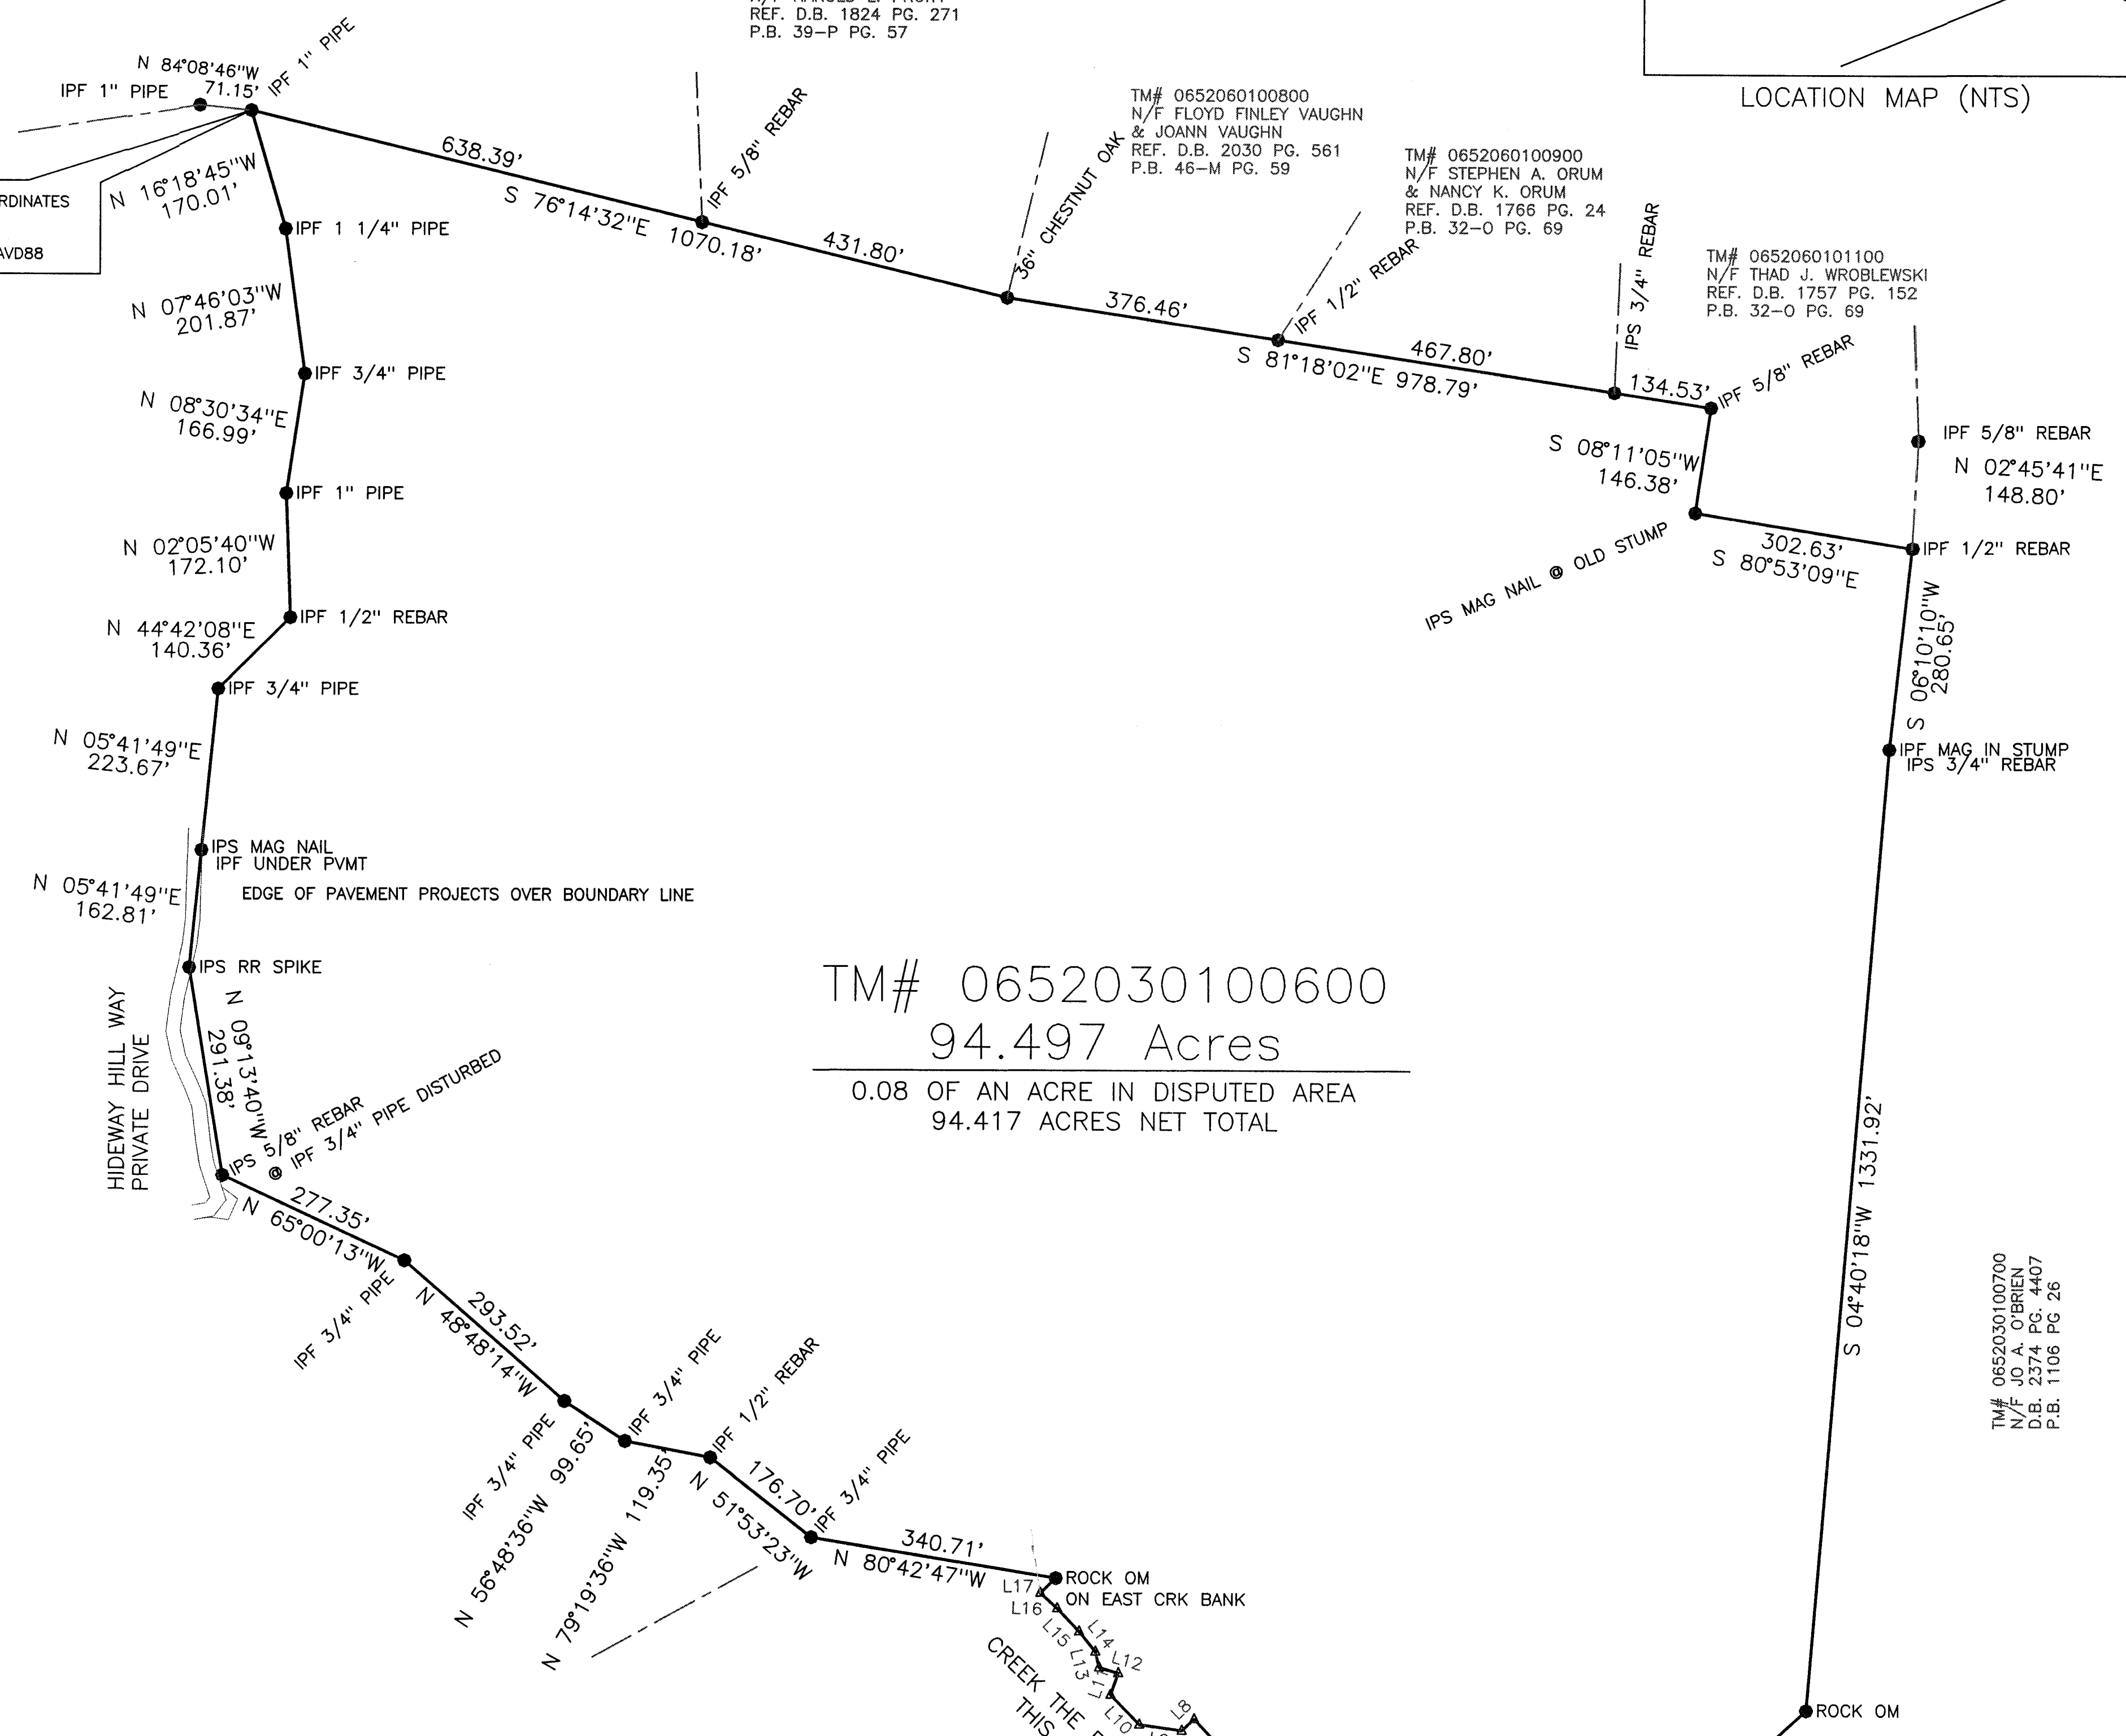 REF. D.B. 1824 PG. 271
P.B. 39-P PG. 57
LOCATION MAP (NTS)
N 84°08'46"W
71.15'
IPF 1" PIPE
IPF 1" PIPE
RDINATES
AVD88
638.39'
S 76°14'32"E 1070.18'
IPF 5/8" REBAR
431.80'
36" CHESTNUT OAK
TM# 0652060100800
N/F FLOYD FINLEY VAUGHN
& JOANN VAUGHN
REF. D.B. 2030 PG. 561
P.B. 46-M PG. 59
376.46'
IPF 1/2" REBAR
TM# 0652060100900
N/F STEPHEN A. ORUM
& NANCY K. ORUM
REF. D.B. 1766 PG. 24
P.B. 32-O PG. 69
467.80'
S 81°18'02"E 978.79'
IPS 3/4" REBAR
134.53'
IPF 5/8" REBAR
TM# 0652060101100
N/F THAD J. WROBLEWSKI
REF. D.B. 1757 PG. 152
P.B. 32-O PG. 69
S 08°11'05"W
146.38'
IPS MAG NAIL @ OLD STUMP
302.63'
S 80°53'09"E
IPF 5/8" REBAR
N 02°45'41"E
148.80'
IPF 1/2" REBAR
S 06°10'10"W
280.65'
IPF MAG IN STUMP
IPS 3/4" REBAR
S 04°40'18"W 1331.92'
TM# 0652030100700
N/F JO A. O'BRIEN
D.B. 2374 PG. 4407
P.B. 1106 PG 26
ROCK OM
N 16°18'45"W
170.01'
IPF 1 1/4" PIPE
N 07°46'03"W
201.87'
IPF 3/4" PIPE
N 08°30'34"E
166.99'
IPF 1" PIPE
N 02°05'40"W
172.10'
IPF 1/2" REBAR
N 44°42'08"E
140.36'
IPF 3/4" PIPE
N 05°41'49"E
223.67'
IPS MAG NAIL
IPF UNDER PVMT
N 05°41'49"E
162.81'
EDGE OF PAVEMENT PROJECTS OVER BOUNDARY LINE
IPS RR SPIKE
N 09°13'40"W
291.38'
HIDEWAY HILL WAY
PRIVATE DRIVE
IPS 5/8" REBAR
@ IPF 3/4" PIPE DISTURBED
TM# 0652030100600
94.497 Acres
0.08 OF AN ACRE IN DISPUTED AREA
94.417 ACRES NET TOTAL
277.35'
N 65°00'13"W
IPF 3/4" PIPE
293.52'
N 48°48'14"W
IPF 3/4" PIPE
N 56°48'36"W 99.65'
IPF 3/4" PIPE
N 79°19'36"W 119.35'
IPF 1/2" REBAR
176.70'
N 51°53'23"W
IPF 3/4" PIPE
340.71'
N 80°42'47"W
ROCK OM
ON EAST CRK BANK
L17
L16
L15
L14
L13
L12
L11
L10
L8
CREEK THE
THIS